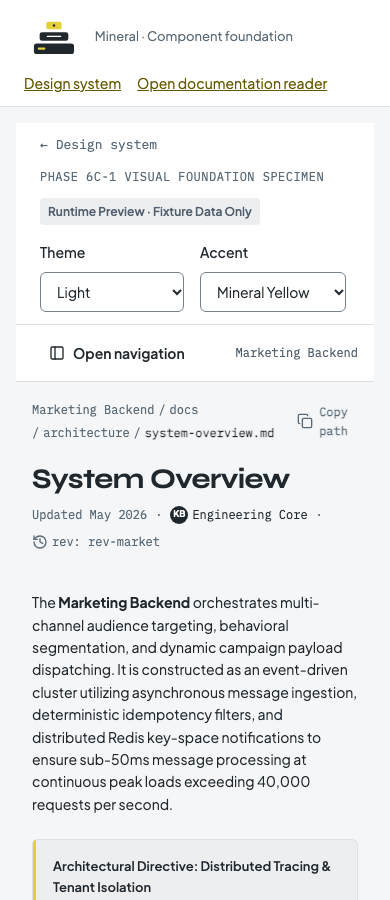 Mineral · Component foundation
Design system   Open documentation reader
← Design system
PHASE 6C-1 VISUAL FOUNDATION SPECIMEN
Runtime Preview · Fixture Data Only
Theme   Accent
Light   Mineral Yellow
Open navigation   Marketing Backend
Marketing Backend / docs
/ architecture / system-overview.md
Copy
path
System Overview
Updated May 2026 · KB Engineering Core ·
rev: rev-market
The Marketing Backend orchestrates multi-
channel audience targeting, behavioral
segmentation, and dynamic campaign payload
dispatching. It is constructed as an event-driven
cluster utilizing asynchronous message ingestion,
deterministic idempotency filters, and
distributed Redis key-space notifications to
ensure sub-50ms message processing at
continuous peak loads exceeding 40,000
requests per second.
Architectural Directive: Distributed Tracing &
Tenant Isolation